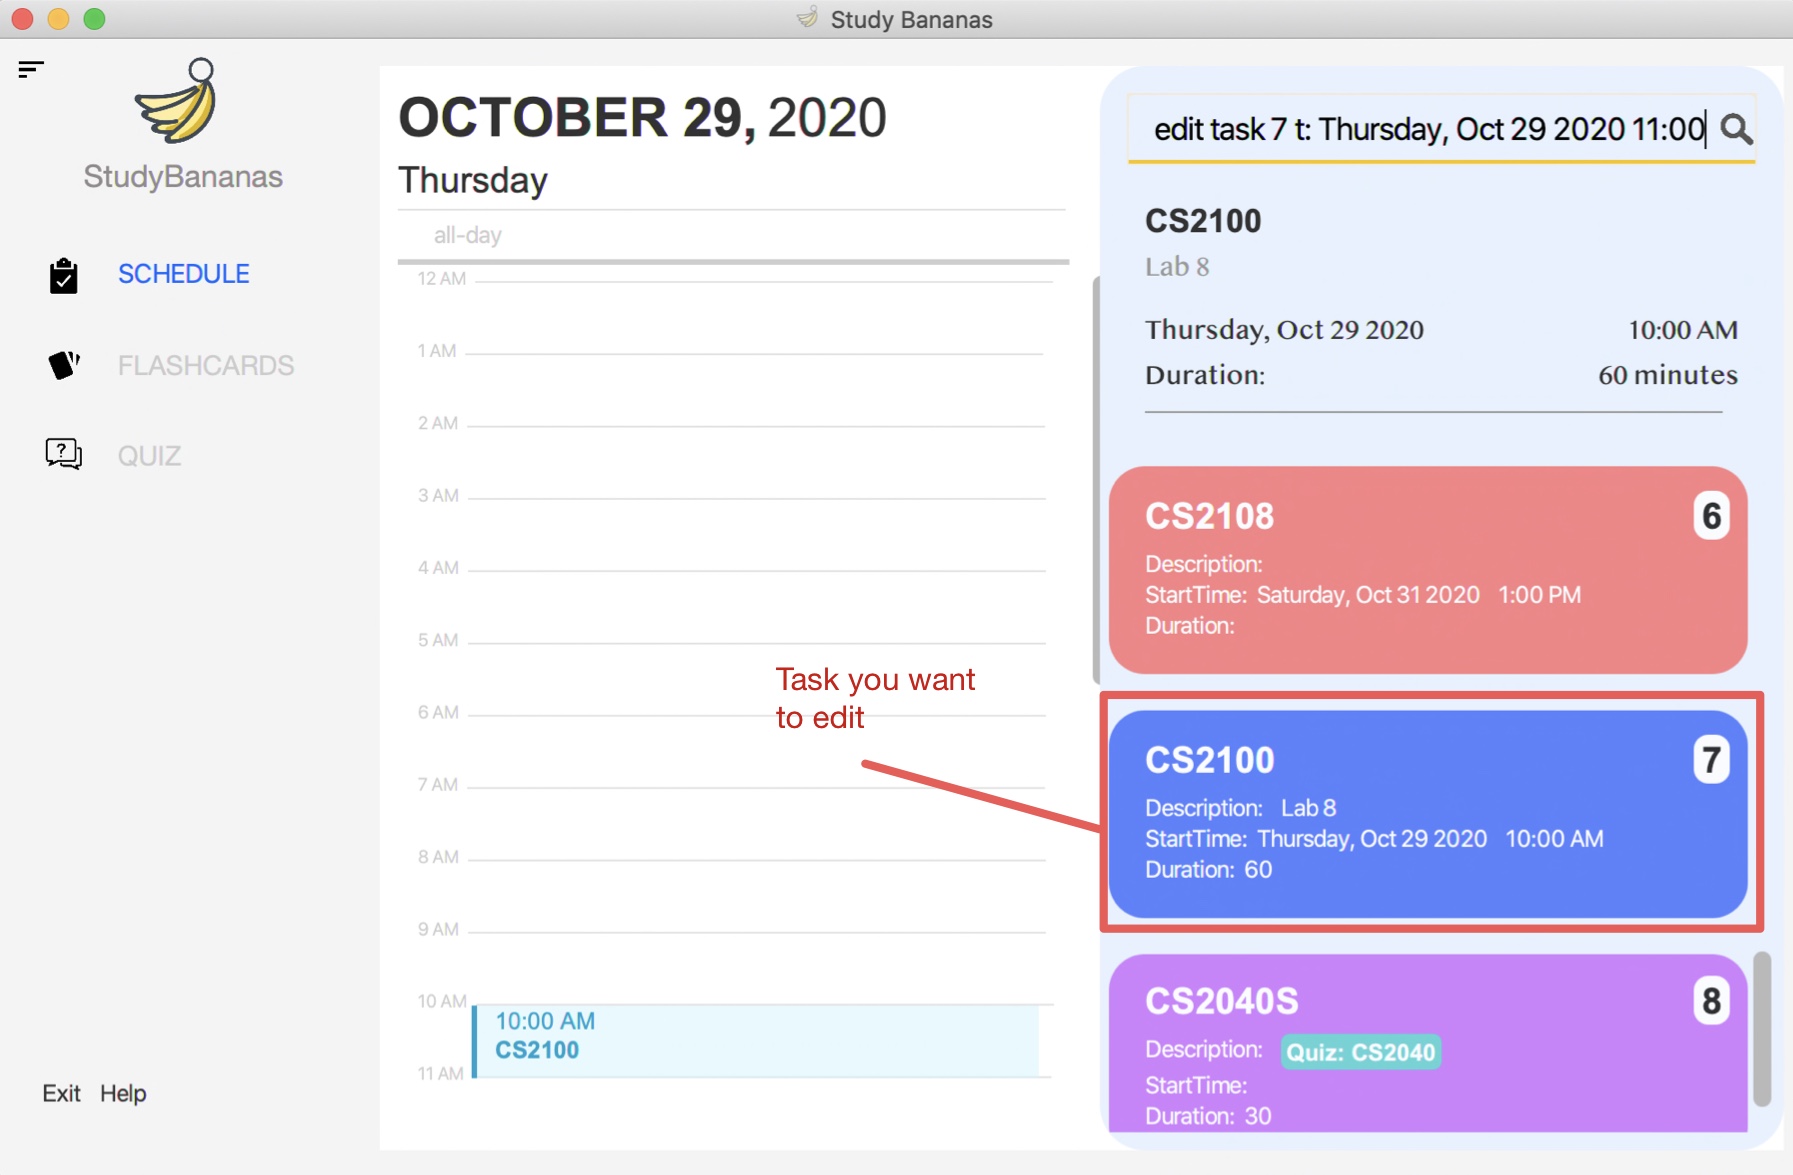 Study Bananas
StudyBananas
SCHEDULE
FLASHCARDS
QUIZ
Exit Help
OCTOBER 29, 2020
Thursday
all-day
12 AM
1 AM
2 AM
3 AM
4 AM
5 AM
6 AM
7 AM
8 AM
9 AM
10 AM
10:00 AM
CS2100
11 AM
Task you want
to edit
edit task 7 t: Thursday, Oct 29 2020 11:00
CS2100
Lab 8
Thursday, Oct 29 2020 10:00 AM
Duration: 60 minutes
CS2108 6
Description:
StartTime: Saturday, Oct 31 2020 1:00 PM
Duration:
CS2100 7
Description: Lab 8
StartTime: Thursday, Oct 29 2020 10:00 AM
Duration: 60
CS2040S 8
Description: Quiz: CS2040
StartTime:
Duration: 30